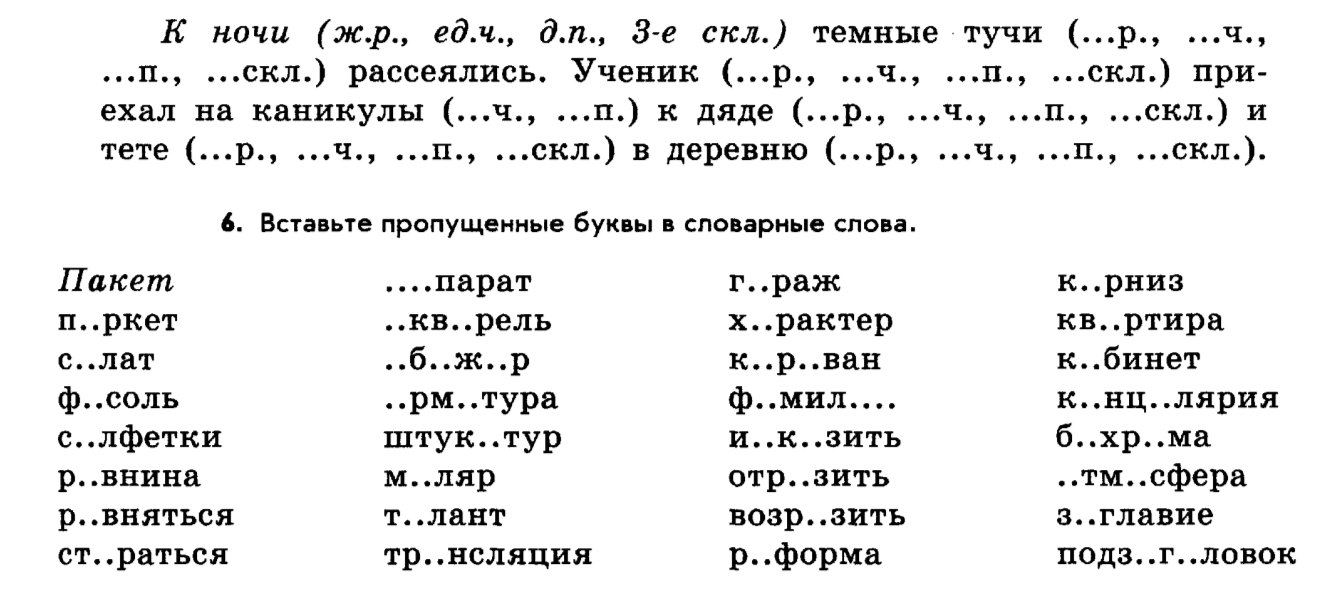 К ночи (ж.р., ед.ч., д.п., 3-е скл.) темные тучи (...р., ...ч.,
...п., ...скл.) рассеялись. Ученик (...р., ...ч., ...п., ...скл.) при-
ехал на каникулы (...ч., ...п.) к дяде (...р., ...ч., ...п., ...скл.) и
тете (...р., ...ч., ...п., ...скл.) в деревню (...р., ...ч., ...п., ...скл.).
6. Вставьте пропущенные буквы в словарные слова.
Пакет ....парат г..раж к..рниз
п..ркет ..кв..рель х..рактер кв..ртира
с..лат ..б..ж..р к..р..ван к..бинет
ф..соль ..рм..тура ф..мил.... к..нц..лярия
с..лфетки штук..тур и..к..зить б..хр..ма
р..внина м..ляр отр..зить ..тм..сфера
р..вняться т..лант возр..зить з..главие
ст..раться тр..нсляция р..форма подз..г..ловок